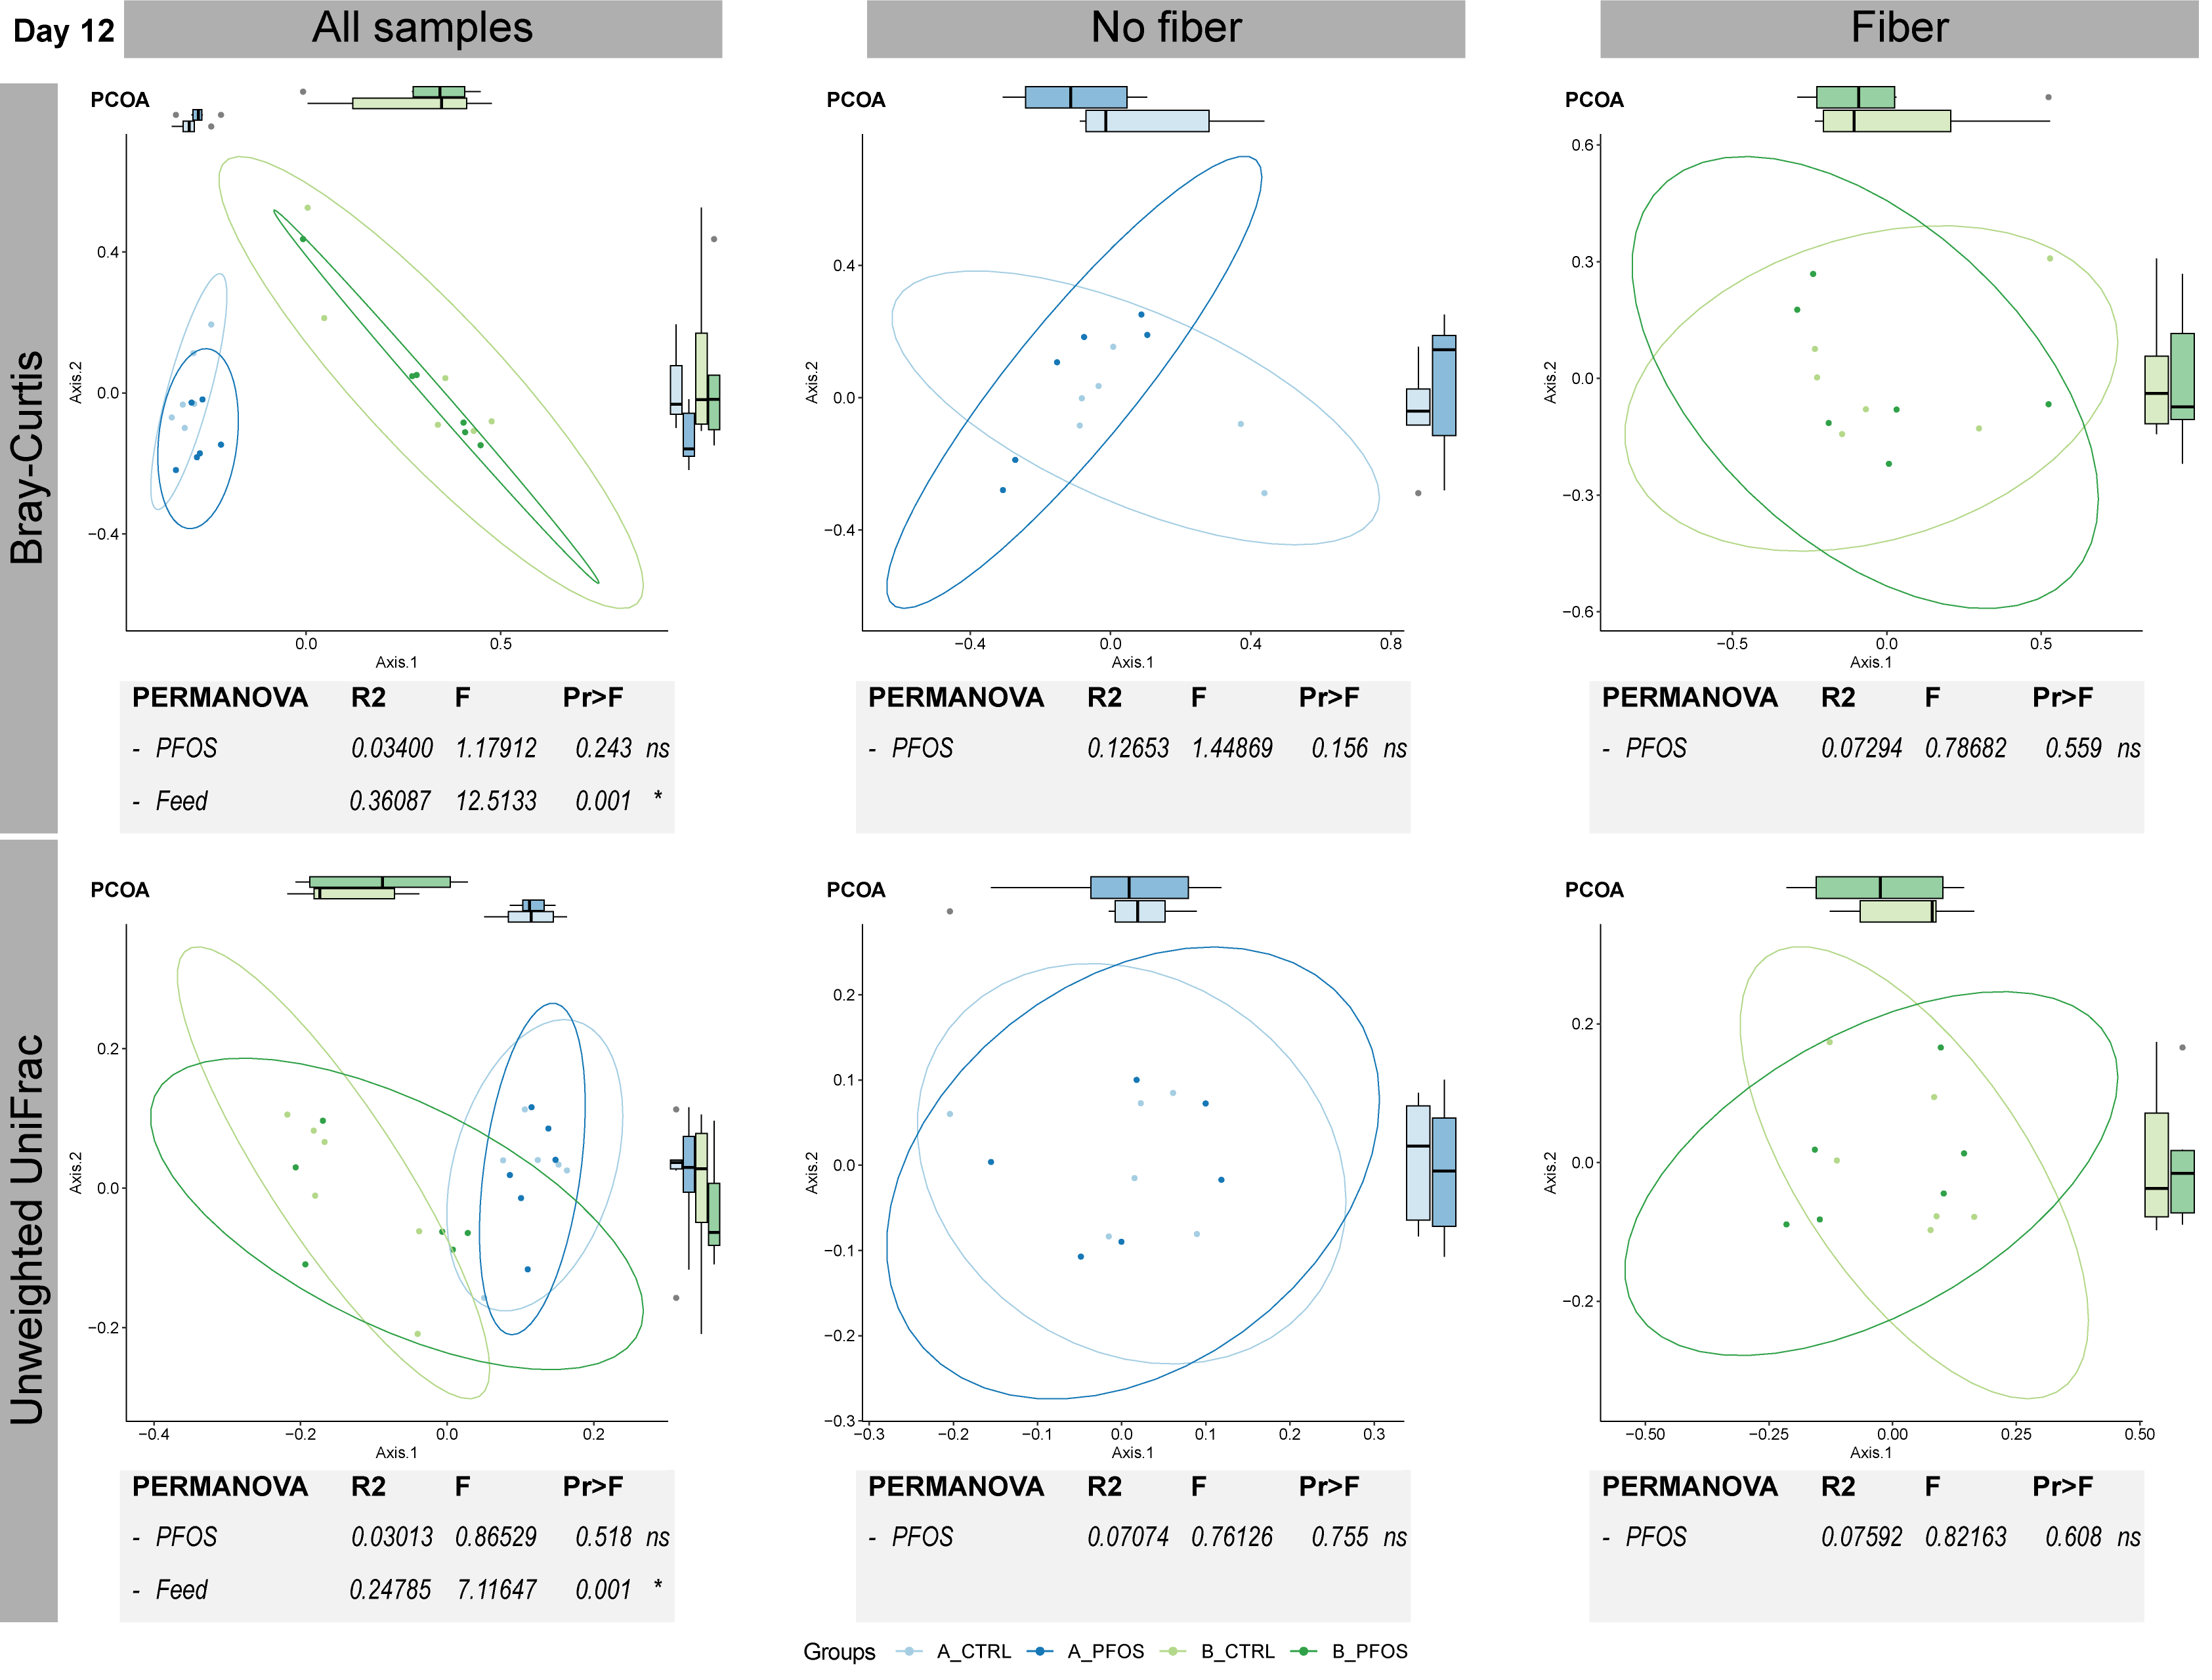 Day 12
All samples
No fiber
Fiber
Bray-Curtis
PCOA
0.4
0.0
−0.4
Axis.2
0.0 0.5
Axis.1
PERMANOVA R2 F Pr>F
- PFOS 0.03400 1.17912 0.243 ns
- Feed 0.36087 12.5133 0.001 *
PCOA
0.4
0.0
−0.4
Axis.2
−0.4 0.0 0.4 0.8
Axis.1
PERMANOVA R2 F Pr>F
- PFOS 0.12653 1.44869 0.156 ns
PCOA
0.6
0.3
0.0
−0.3
−0.6
Axis.2
−0.5 0.0 0.5
Axis.1
PERMANOVA R2 F Pr>F
- PFOS 0.07294 0.78682 0.559 ns
Unweighted UniFrac
PCOA
0.2
0.0
−0.2
Axis.2
−0.4 −0.2 0.0 0.2
Axis.1
PERMANOVA R2 F Pr>F
- PFOS 0.03013 0.86529 0.518 ns
- Feed 0.24785 7.11647 0.001 *
PCOA
0.2
0.1
0.0
−0.1
−0.2
−0.3
Axis.2
−0.3 −0.2 −0.1 0.0 0.1 0.2 0.3
Axis.1
PERMANOVA R2 F Pr>F
- PFOS 0.07074 0.76126 0.755 ns
PCOA
0.2
0.0
−0.2
Axis.2
−0.50 −0.25 0.00 0.25 0.50
Axis.1
PERMANOVA R2 F Pr>F
- PFOS 0.07592 0.82163 0.608 ns
Groups A_CTRL A_PFOS B_CTRL B_PFOS